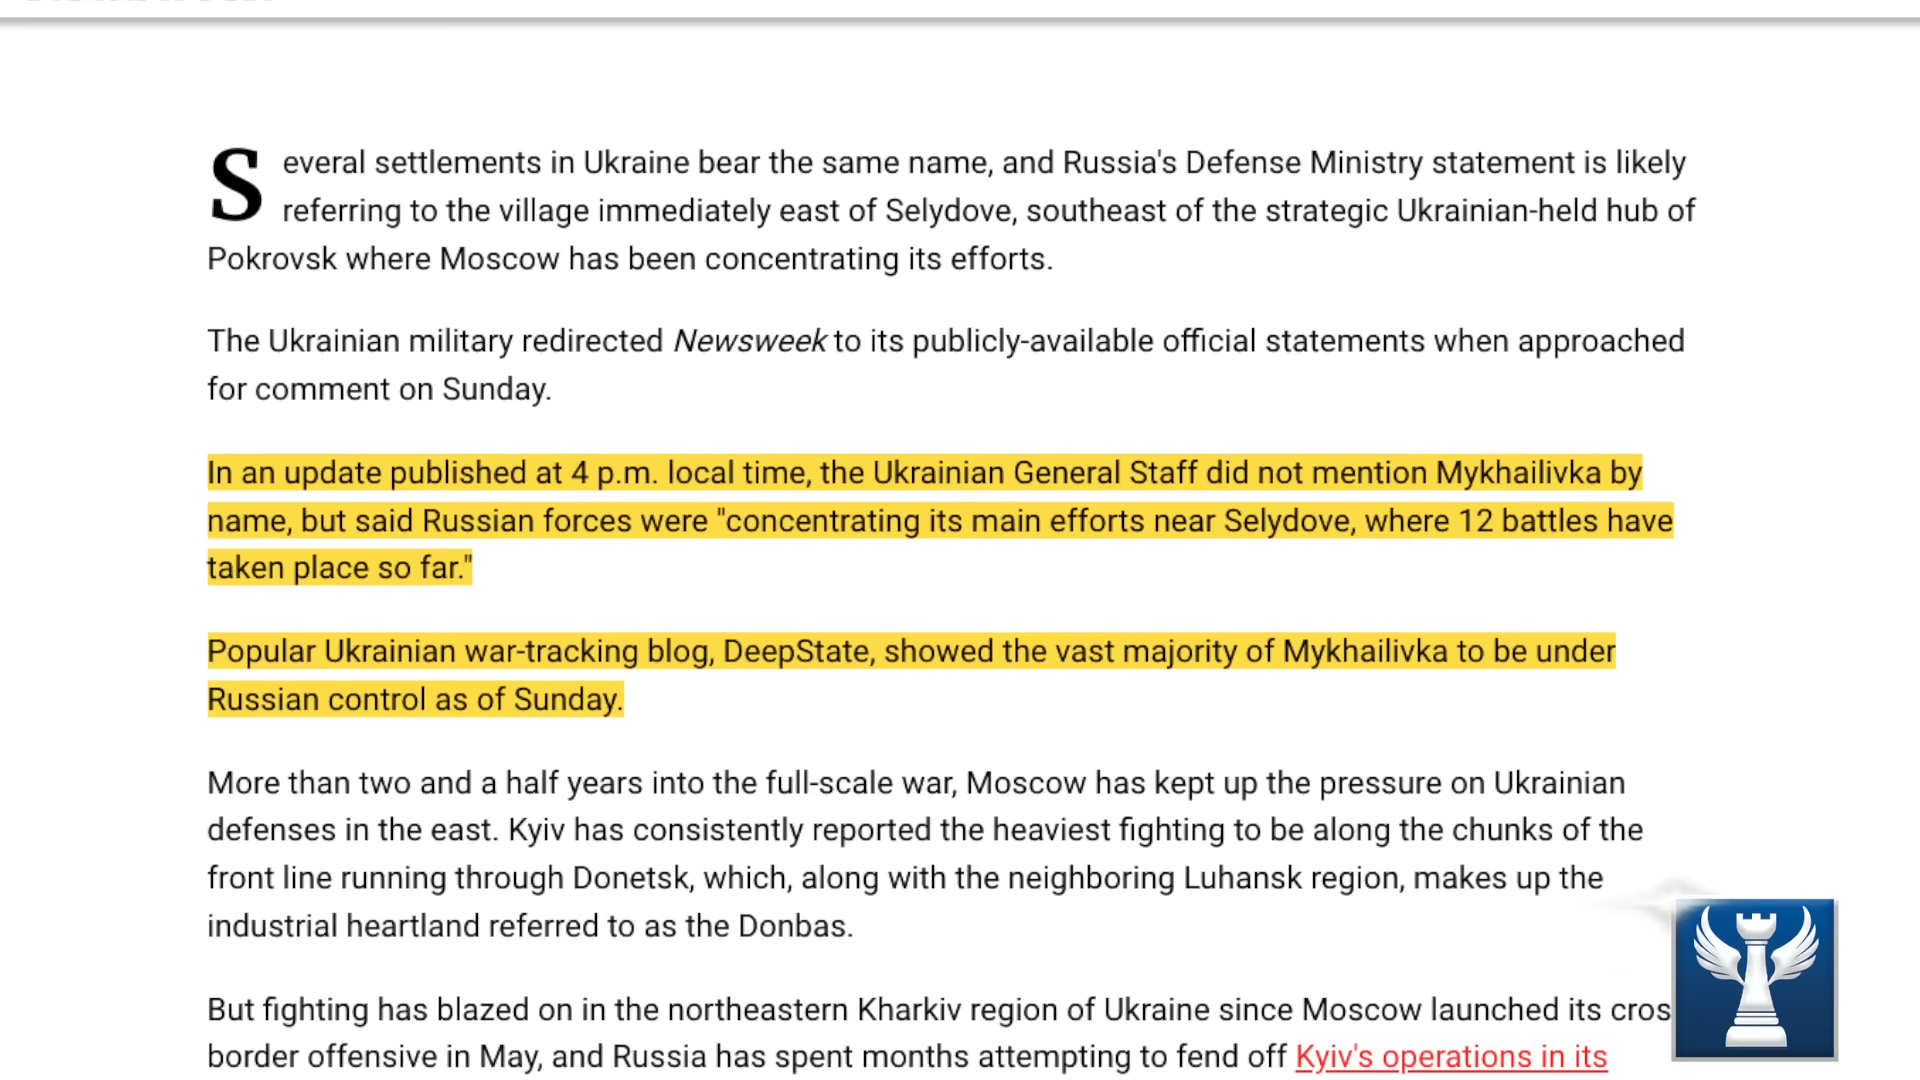 Several settlements in Ukraine bear the same name, and Russia's Defense Ministry statement is likely
referring to the village immediately east of Selydove, southeast of the strategic Ukrainian-held hub of
Pokrovsk where Moscow has been concentrating its efforts.
The Ukrainian military redirected Newsweek to its publicly-available official statements when approached
for comment on Sunday.
In an update published at 4 p.m. local time, the Ukrainian General Staff did not mention Mykhailivka by
name, but said Russian forces were "concentrating its main efforts near Selydove, where 12 battles have
taken place so far."
Popular Ukrainian war-tracking blog, DeepState, showed the vast majority of Mykhailivka to be under
Russian control as of Sunday.
More than two and a half years into the full-scale war, Moscow has kept up the pressure on Ukrainian
defenses in the east. Kyiv has consistently reported the heaviest fighting to be along the chunks of the
front line running through Donetsk, which, along with the neighboring Luhansk region, makes up the
industrial heartland referred to as the Donbas.
But fighting has blazed on in the northeastern Kharkiv region of Ukraine since Moscow launched its cros
border offensive in May, and Russia has spent months attempting to fend off Kyiv's operations in its